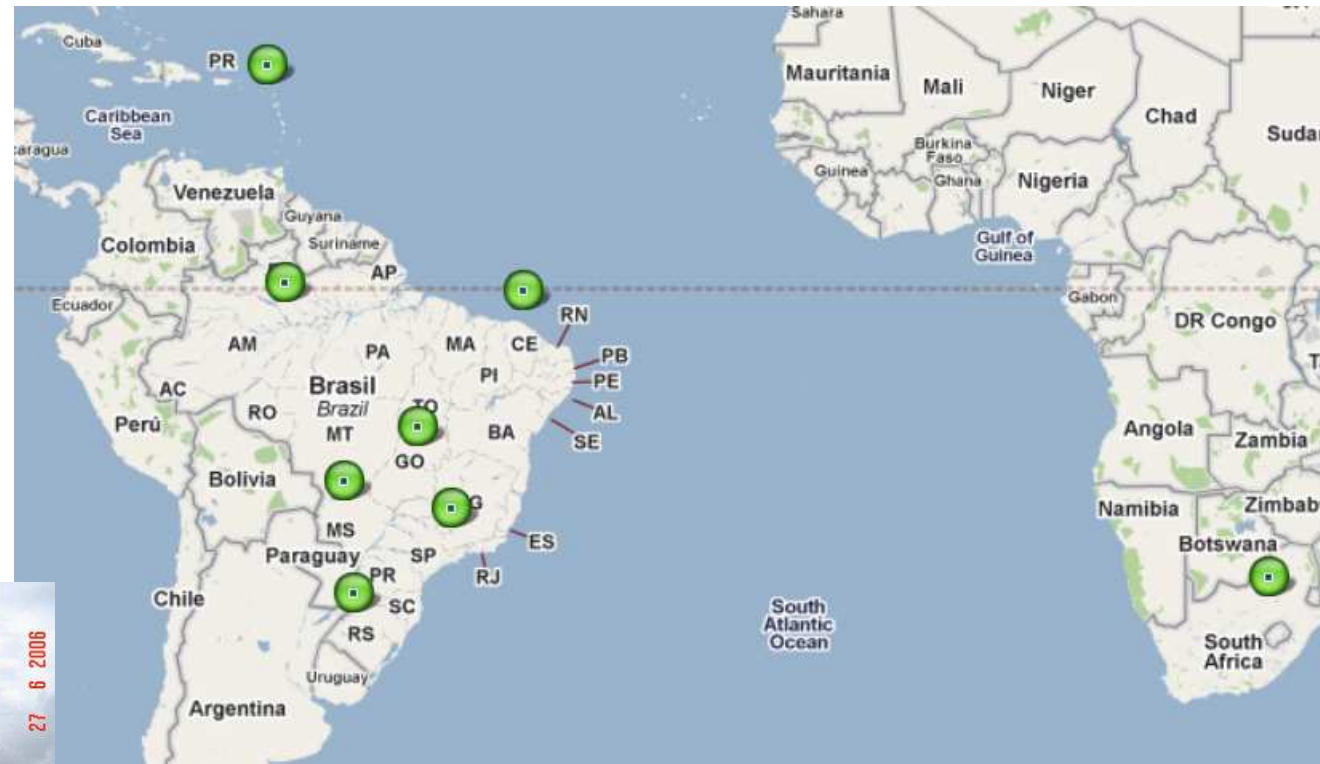 Sahara
Cuba
PR
Mauritania
Mali
Niger
Chad
Caribbean
Sea
caragua
Burkina
Faso
Sudar
Guinea
Ghana
Nigeria
Venezuela
Guyana
Suriname
Colombia
Gulf of
Guinea
AP
Ecuador
Gabon
RN
DR Congo
AM
PA
MA
CE
PB
PI
PE
Brasil
Brazil
AC
RO
TO
AL
Perú
MT
BA
SE
Angola
Zambia
GO
Bolivia
Namibia
Zimbab
G
MS
ES
Botswana
Paraguay
SP
PR
RJ
Chile
SC
South
Atlantic
Ocean
RS
South
Africa
Uruguay
Argentina
27 6 2006